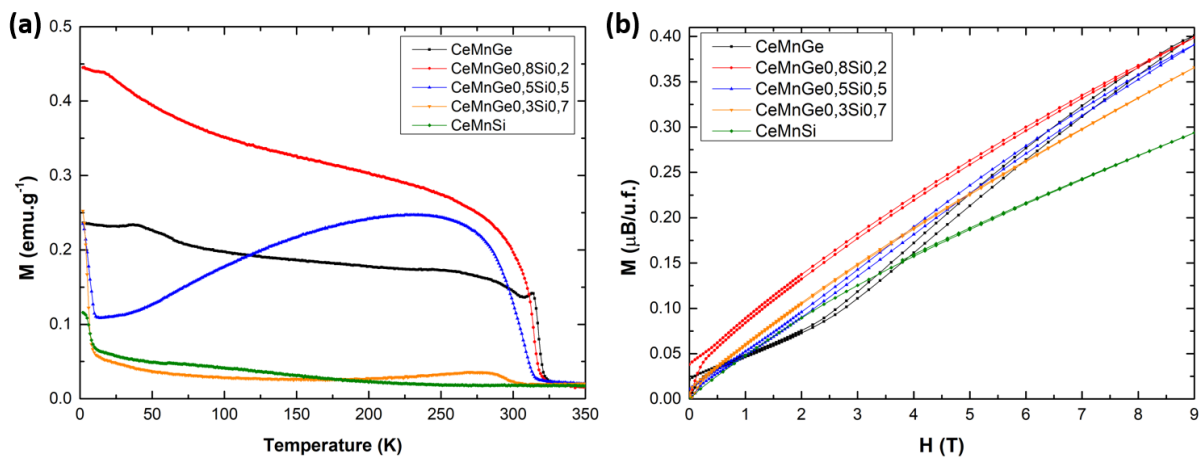 (a)
0.5
0.4
0.3
0.2
0.1
0.0
M (emu.g⁻¹)
CeMnGe
CeMnGe0,8Si0,2
CeMnGe0,5Si0,5
CeMnGe0,3Si0,7
CeMnSi
0 50 100 150 200 250 300 350
Temperature (K)
(b)
0.40
0.35
0.30
0.25
0.20
0.15
0.10
0.05
0.00
M (μB/u.f.)
CeMnGe
CeMnGe0,8Si0,2
CeMnGe0,5Si0,5
CeMnGe0,3Si0,7
CeMnSi
0 1 2 3 4 5 6 7 8 9
H (T)